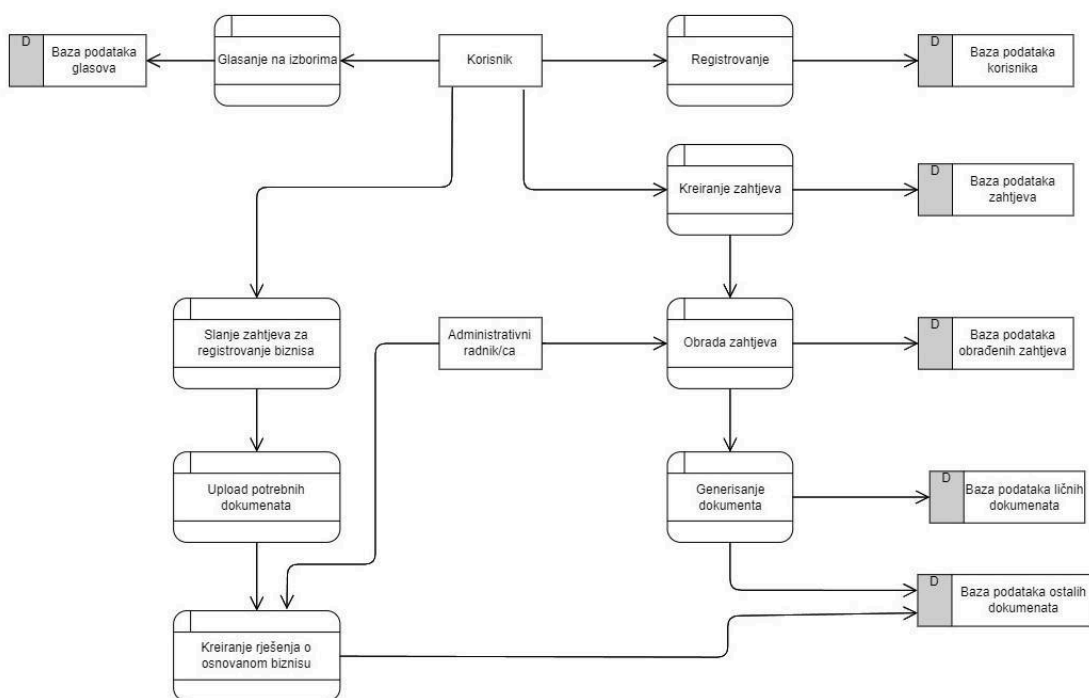 D
Baza podataka
glasova
Glasanje na izborima
Korisnik
Registrovanje
D
Baza podataka
korisnika
Kreiranje zahtjeva
D
Baza podataka
zahtjeva
Slanje zahtjeva za
registrovanje biznisa
Administrativni
radnik/ca
Obrada zahtjeva
D
Baza podataka
obrađenih zahtjeva
Upload potrebnih
dokumenata
Generisanje
dokumenta
D
Baza podataka ličnih
dokumenata
D
Baza podataka ostalih
dokumenata
Kreiranje rješenja o
osnovanom biznisu